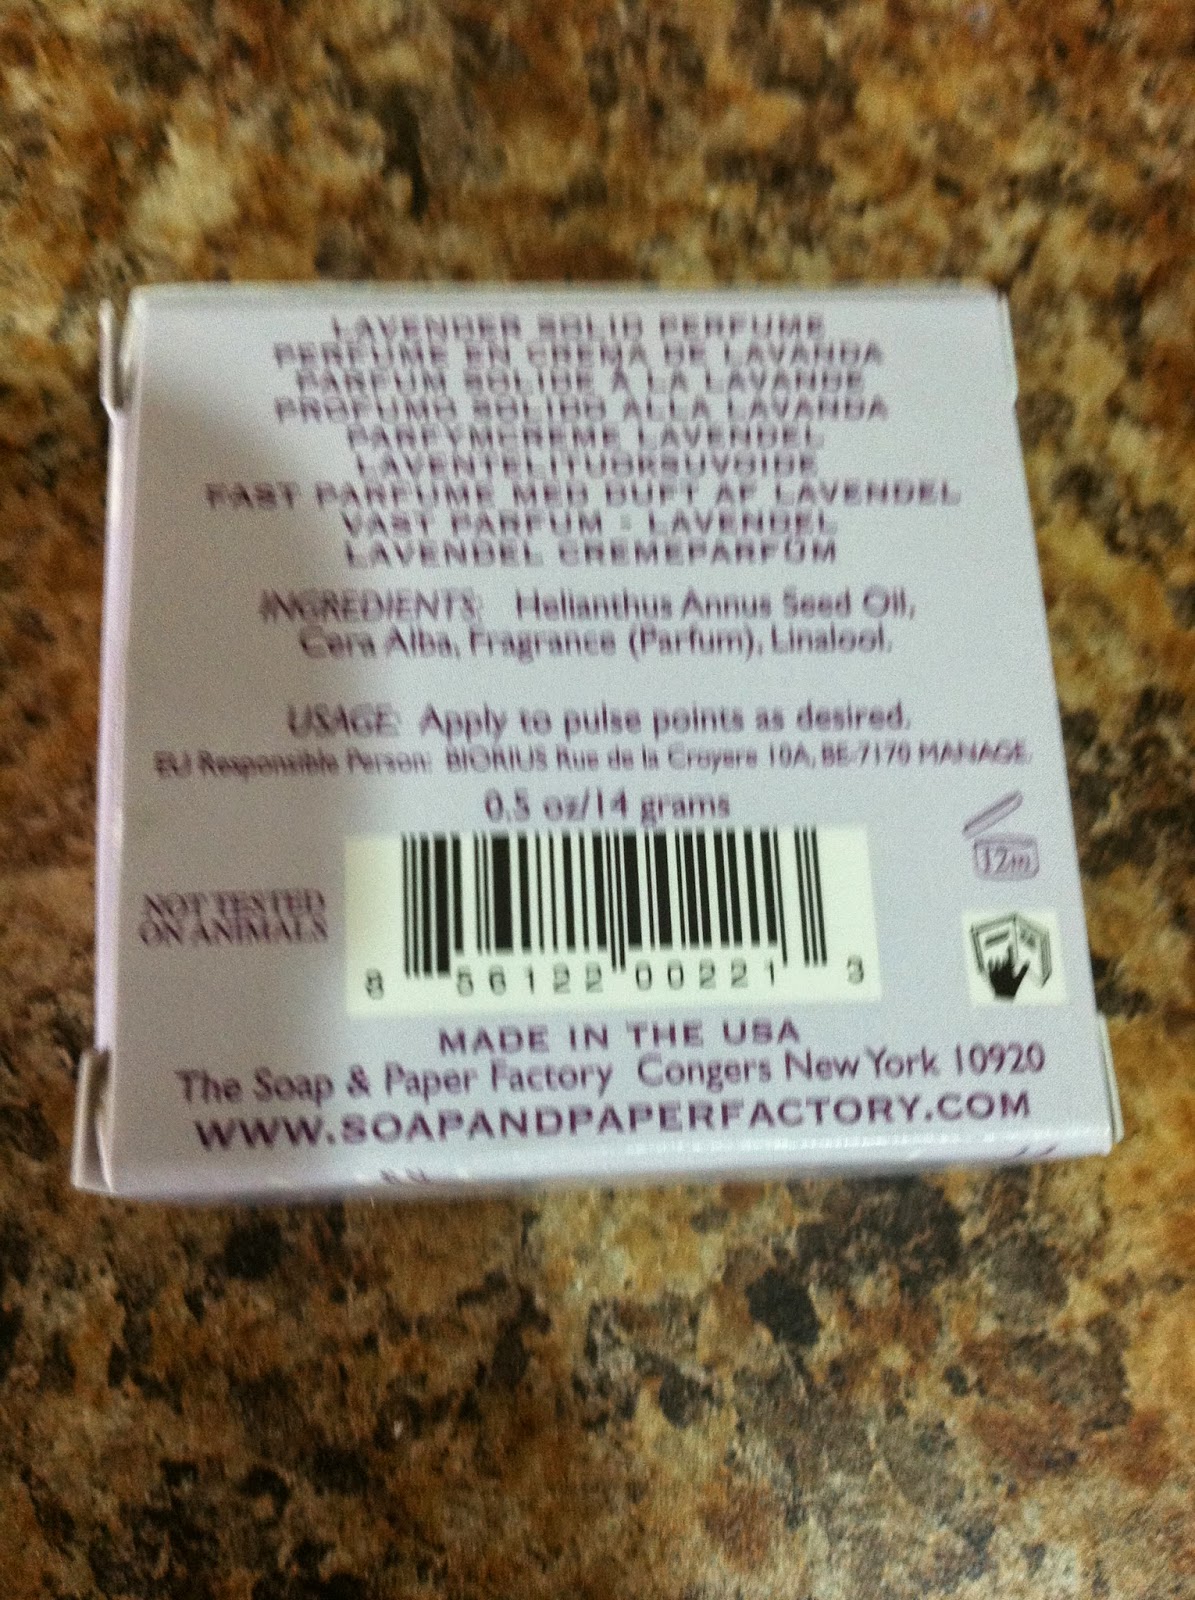 LAVENDER SOLID PERFUME
PERFUME EN CREMA DE LAVANDA
PARFUM SOLIDE À LA LAVANDE
PROFUMO SOLIDO ALLA LAVANDA
PARFYMCREME LAVENDEL
LAVENTELITUORSUVOIDE
FAST PARFUME MED DUFT AF LAVENDEL
VAST PARFUM - LAVENDEL
LAVENDEL CREMEPARFÜM
INGREDIENTS: Helianthus Annus Seed Oil,
Cera Alba, Fragrance (Parfum), Linalool.
USAGE: Apply to pulse points as desired.
EU Responsible Person: BIORIUS Rue de la Croyere 10A, BE-7170 MANAGE
0.5 oz/14 grams
12m
NOT TESTED
ON ANIMALS
8 56122 00221 3
MADE IN THE USA
The Soap & Paper Factory Congers New York 10920
WWW.SOAPANDPAPERFACTORY.COM